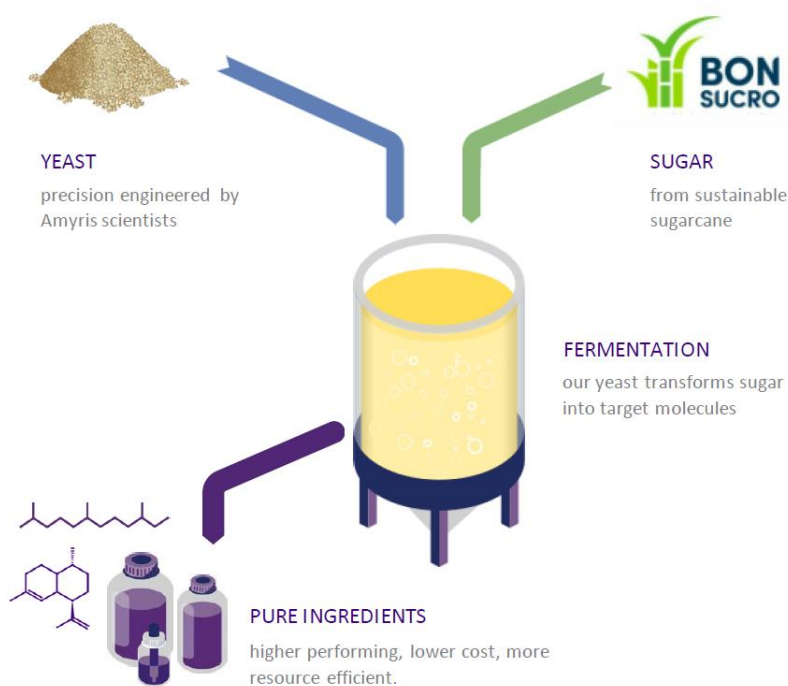 BON
SUCRO
YEAST
precision engineered by
Amyris scientists
SUGAR
from sustainable
sugarcane
FERMENTATION
our yeast transforms sugar
into target molecules
PURE INGREDIENTS
higher performing, lower cost, more
resource efficient.